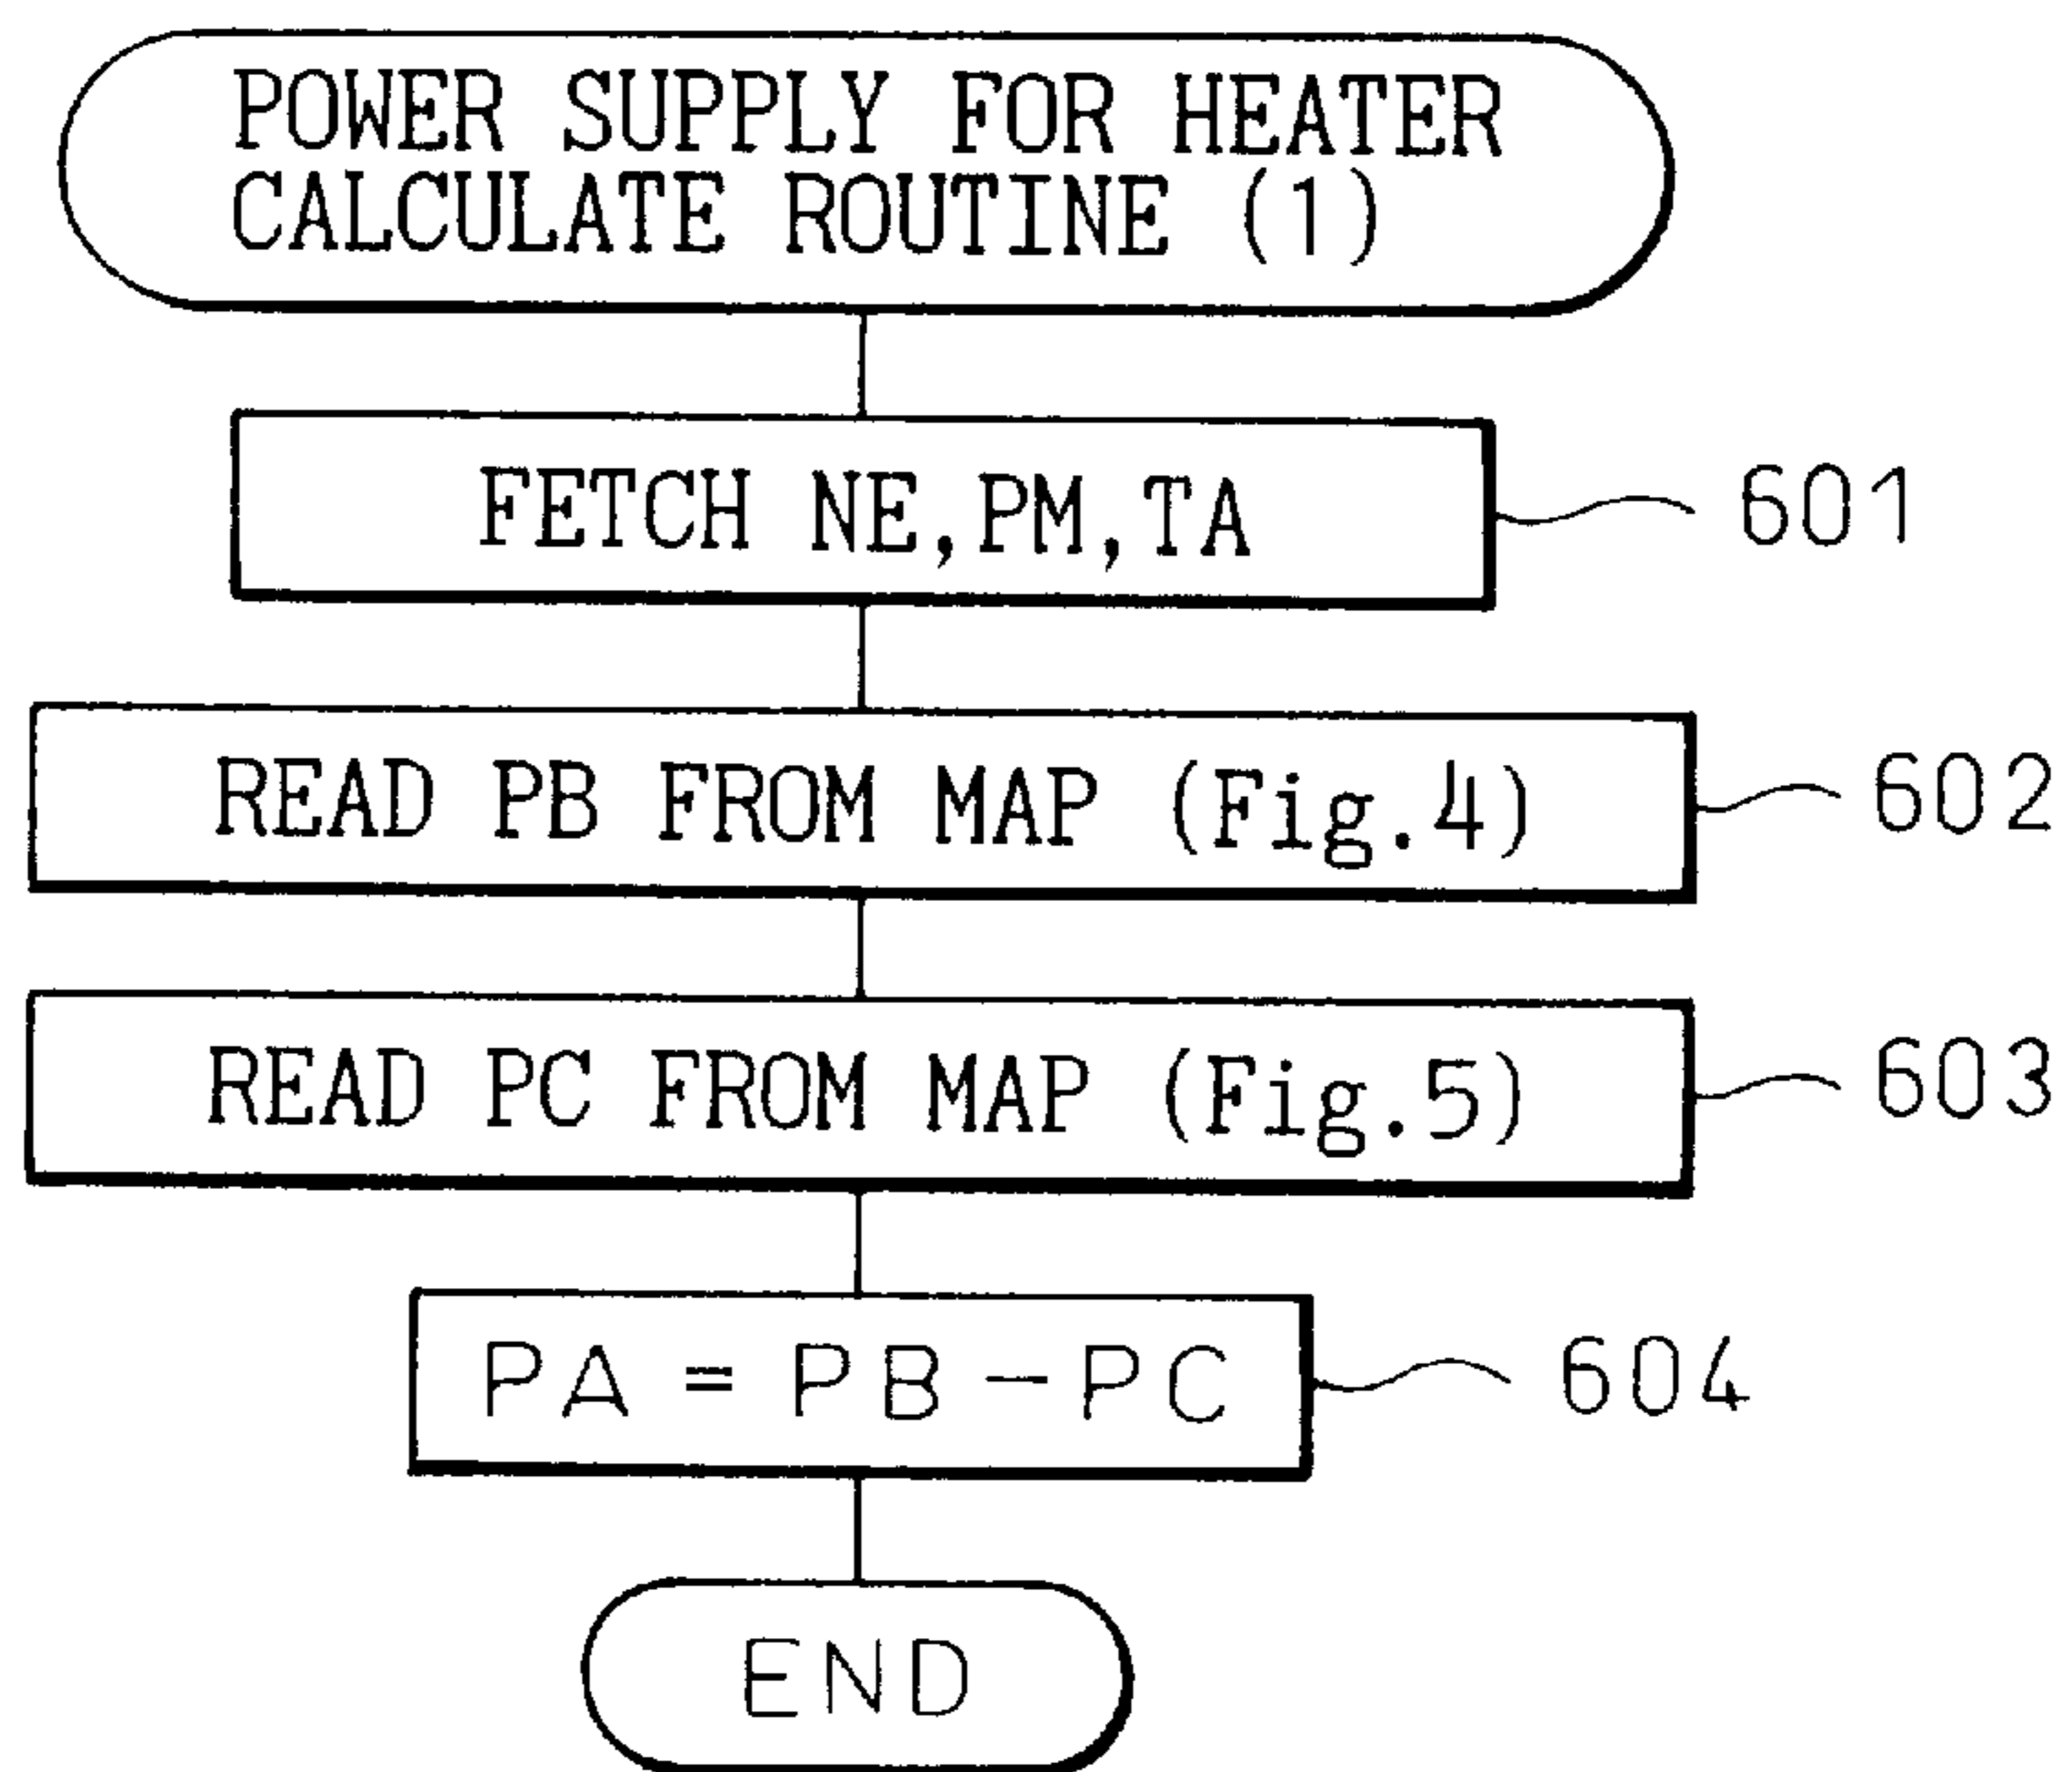 POWER SUPPLY FOR HEATER
CALCULATE ROUTINE (1)
FETCH NE,PM,TA
601
READ PB FROM MAP (Fig.4)
602
READ PC FROM MAP (Fig.5)
603
PA = PB - PC
604
END